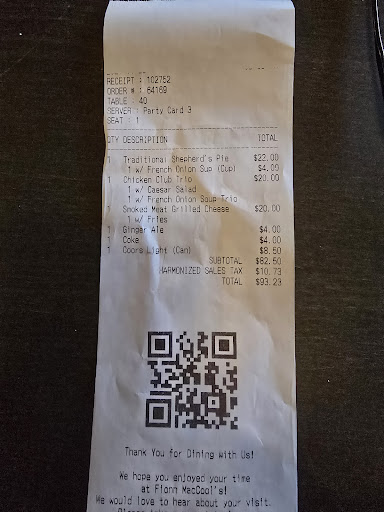 RECEIPT : 102752
ORDER # : 64169
TABLE : 40
SERVER : Party Card 3
SEAT : 1
QTY DESCRIPTION TOTAL
1 Traditional Shepherd's Pie $22.00
1 w/ French Onion Sup (Cup) $4.00
1 Chicken Club Trio $20.00
1 w/ Caesar Salad
1 w/ French Onion Soup Trio
1 Smoked Meat Grilled Cheese $20.00
1 w/ Fries
1 Ginger Ale $4.00
1 Coke $4.00
1 Coors Light (Can) $8.50
SUBTOTAL $82.50
HARMONIZED SALES TAX $10.73
TOTAL $93.23
Thank You for Dining With Us!
We hope you enjoyed your time
at Fionn MacCool's!
We would love to hear about your visit.